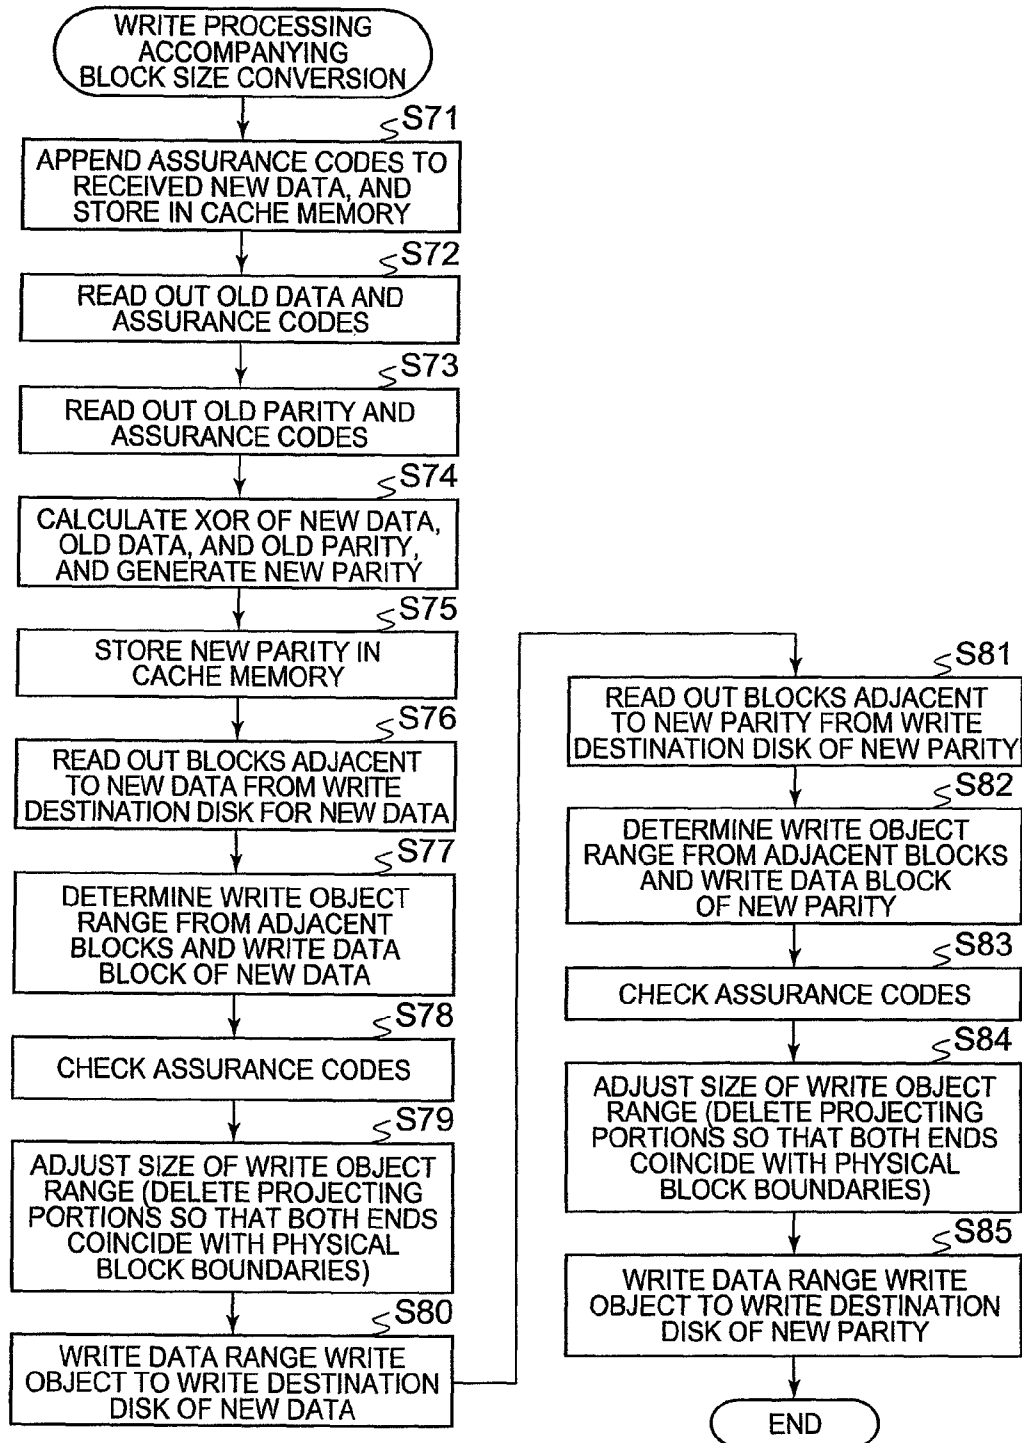 WRITE PROCESSING
ACCOMPANYING
BLOCK SIZE CONVERSION
S71
APPEND ASSURANCE CODES TO
RECEIVED NEW DATA, AND
STORE IN CACHE MEMORY
S72
READ OUT OLD DATA AND
ASSURANCE CODES
S73
READ OUT OLD PARITY AND
ASSURANCE CODES
S74
CALCULATE XOR OF NEW DATA,
OLD DATA, AND OLD PARITY,
AND GENERATE NEW PARITY
S75
STORE NEW PARITY IN
CACHE MEMORY
S76
READ OUT BLOCKS ADJACENT
TO NEW DATA FROM WRITE
DESTINATION DISK FOR NEW DATA
S77
DETERMINE WRITE OBJECT
RANGE FROM ADJACENT
BLOCKS AND WRITE DATA
BLOCK OF NEW DATA
S78
CHECK ASSURANCE CODES
S79
ADJUST SIZE OF WRITE OBJECT
RANGE (DELETE PROJECTING
PORTIONS SO THAT BOTH ENDS
COINCIDE WITH PHYSICAL
BLOCK BOUNDARIES)
S80
WRITE DATA RANGE WRITE
OBJECT TO WRITE DESTINATION
DISK OF NEW DATA
S81
READ OUT BLOCKS ADJACENT
TO NEW PARITY FROM WRITE
DESTINATION DISK OF NEW PARITY
S82
DETERMINE WRITE OBJECT
RANGE FROM ADJACENT BLOCKS
AND WRITE DATA BLOCK
OF NEW PARITY
S83
CHECK ASSURANCE CODES
S84
ADJUST SIZE OF WRITE OBJECT
RANGE (DELETE PROJECTING
PORTIONS SO THAT BOTH ENDS
COINCIDE WITH PHYSICAL
BLOCK BOUNDARIES)
S85
WRITE DATA RANGE WRITE
OBJECT TO WRITE DESTINATION
DISK OF NEW PARITY
END